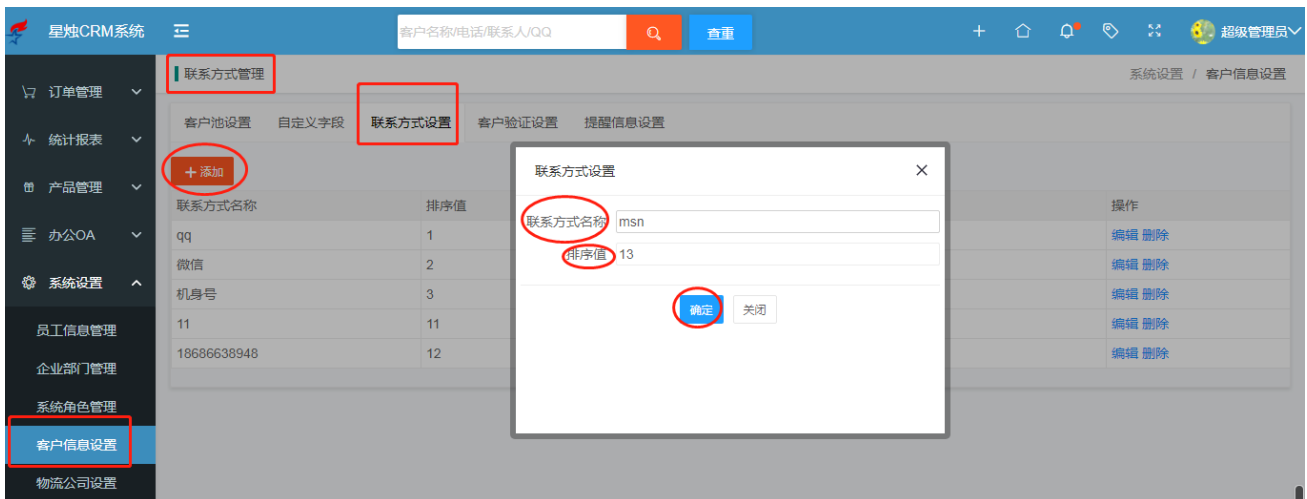 星烛CRM系统
客户名称/电话/联系人/QQ
查重
超级管理员
订单管理
统计报表
产品管理
办公OA
系统设置
员工信息管理
企业部门管理
系统角色管理
客户信息设置
物流公司设置
联系方式管理
系统设置 / 客户信息设置
客户池设置 自定义字段 联系方式设置 客户验证设置 提醒信息设置
添加
联系方式名称 排序值 操作
qq 1 编辑 删除
微信 2 编辑 删除
机身号 3 编辑 删除
11 11 编辑 删除
18686638948 12 编辑 删除
联系方式设置
联系方式名称 msn
排序值 13
确定 关闭